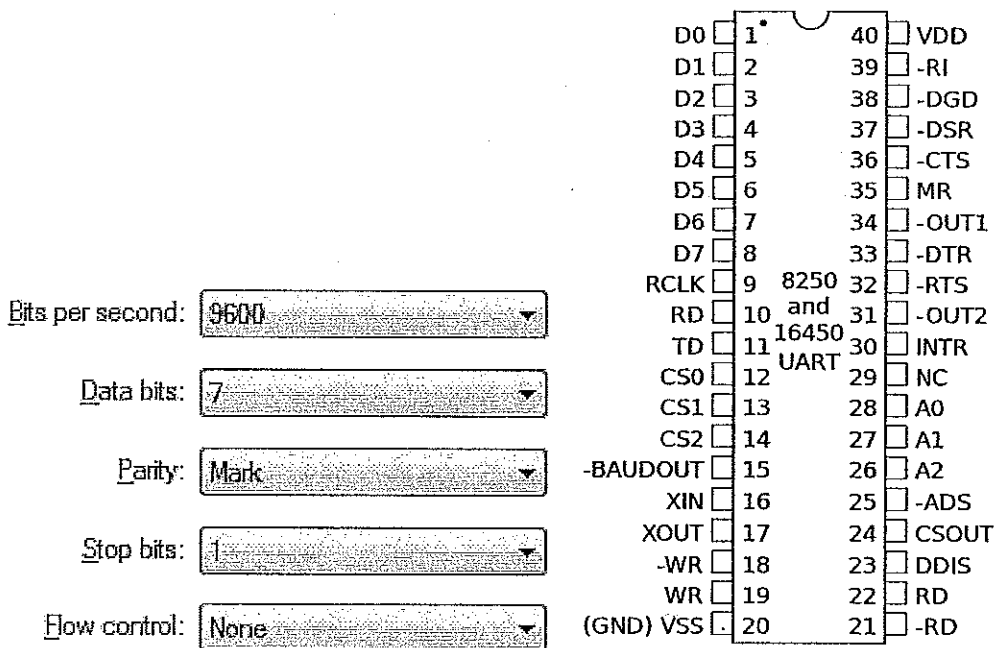 Bits per second: 9600
Data bits: 7
Parity: Mark
Stop bits: 1
Flow control: None
D0 1 40 VDD
D1 2 39 -RI
D2 3 38 -DGD
D3 4 37 -DSR
D4 5 36 -CTS
D5 6 35 MR
D6 7 34 -OUT1
D7 8 33 -DTR
RCLK 9 8250 32 -RTS
RD 10 and 31 -OUT2
TD 11 16450 30 INTR
CS0 12 UART 29 NC
CS1 13 28 A0
CS2 14 27 A1
-BAUDOUT 15 26 A2
XIN 16 25 -ADS
XOUT 17 24 CSOUT
-WR 18 23 DDIS
WR 19 22 RD
(GND) VSS 20 21 -RD